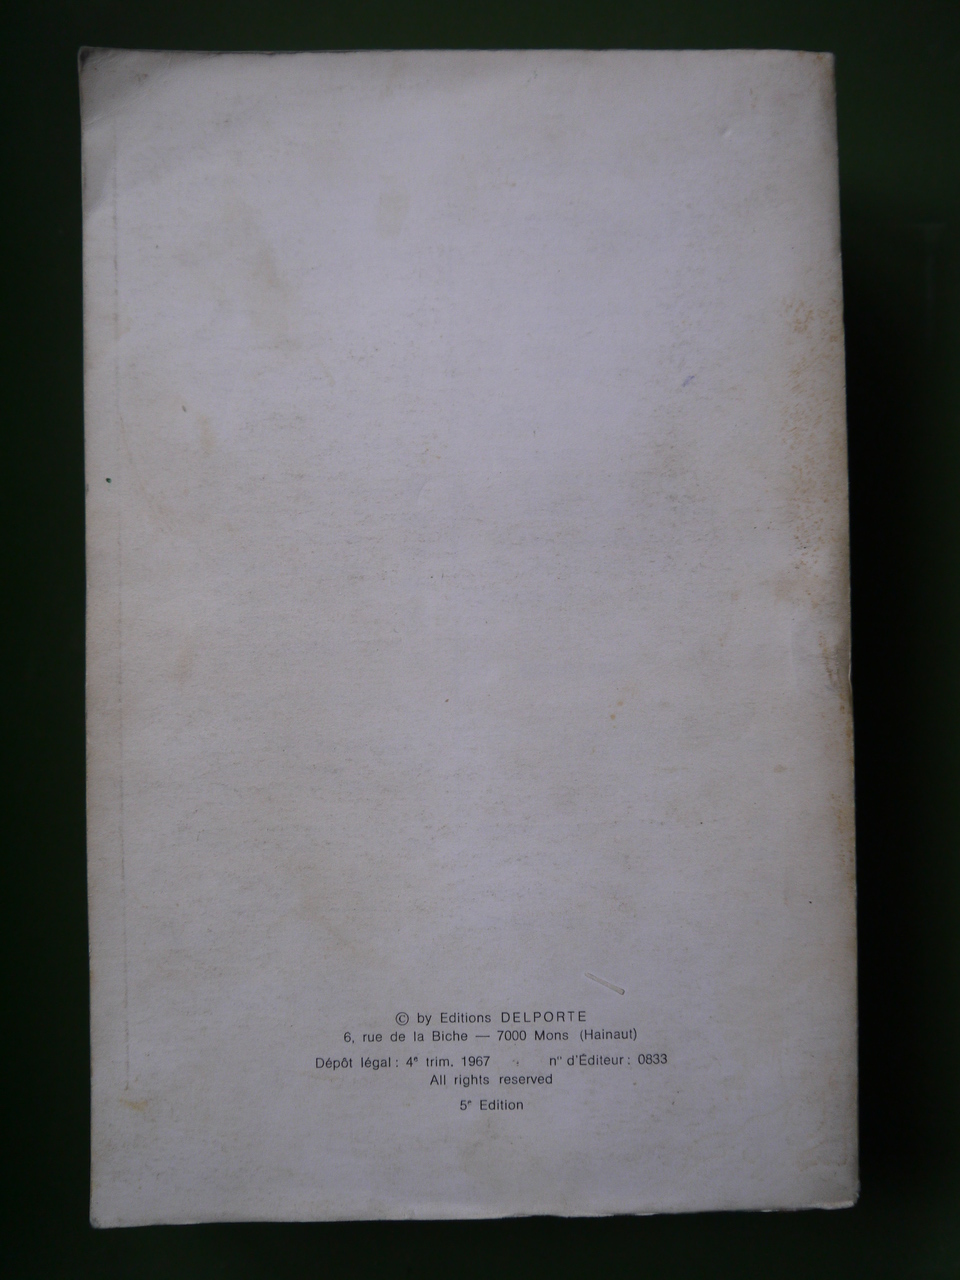 © by Editions DELPORTE
6, rue de la Biche — 7000 Mons (Hainaut)
Dépôt légal : 4e trim. 1967 n° d'Éditeur : 0833
All rights reserved
5e Edition